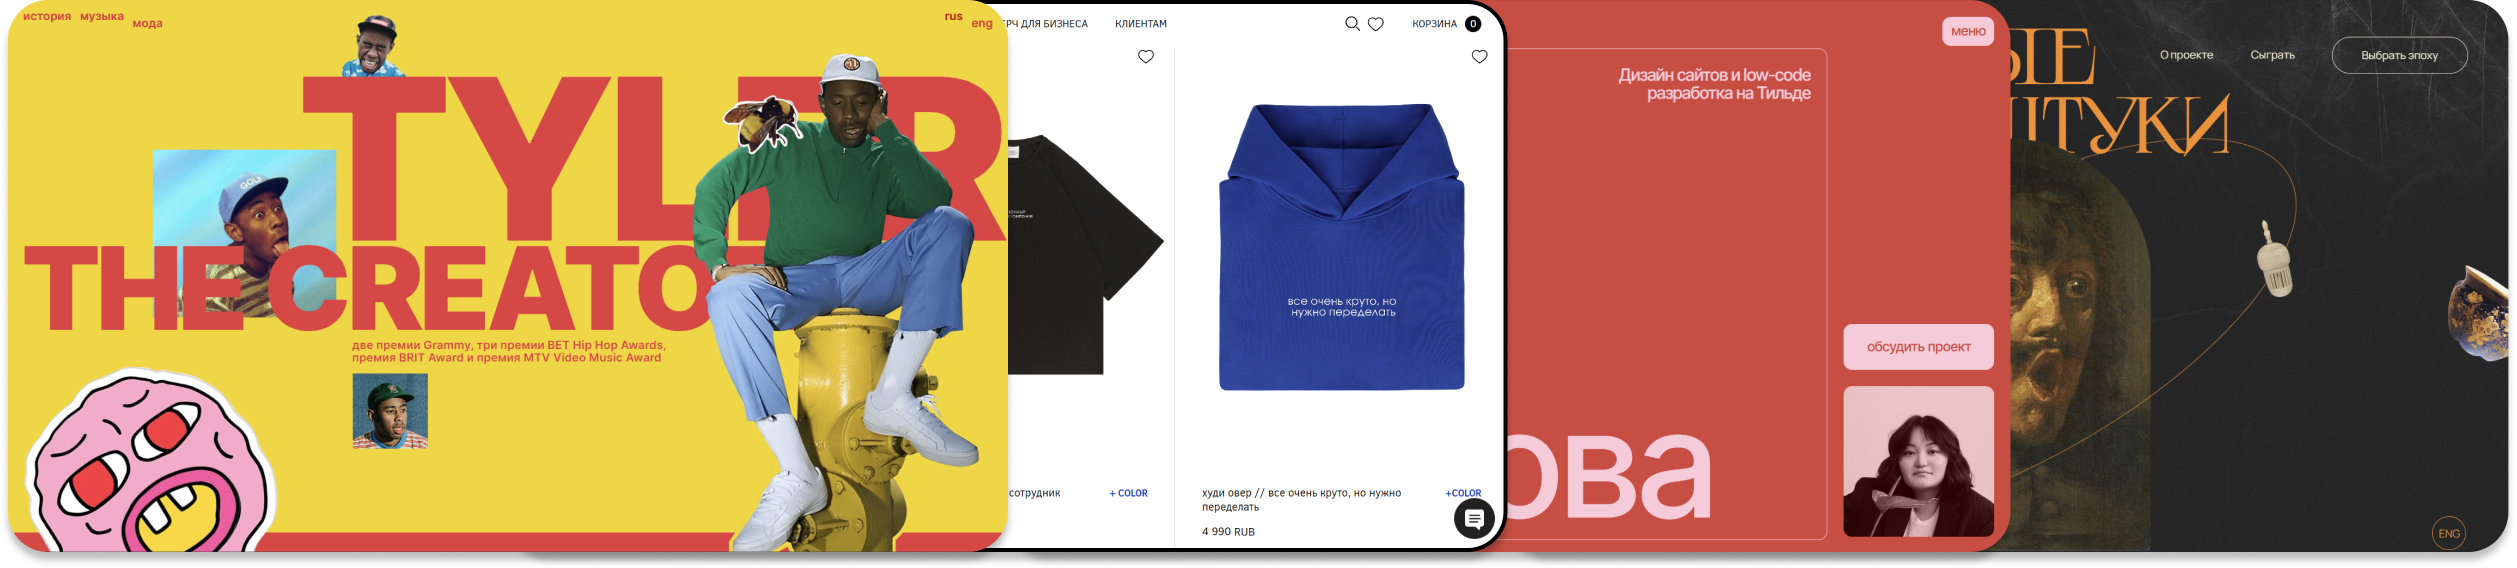 история музыка мода
rus eng
TYLER
GOLF
THE CREATO
две премии Grammy, три премии BET Hip Hop Awards,
премия BRIT Award и премия MTV Video Music Award
РЧ ДЛЯ БИЗНЕСА КЛИЕНТАМ КОРЗИНА 0
все очень круто, но
нужно переделать
сотрудник + COLOR
худи овер // все очень круто, но нужно
переделать
+COLOR
4 990 RUB
меню
Дизайн сайтов и low-code
разработка на Тильде
обсудить проект
ова
О проекте Сыграть Выбрать эпоху
ЫЕ
ШТУКИ
ENG